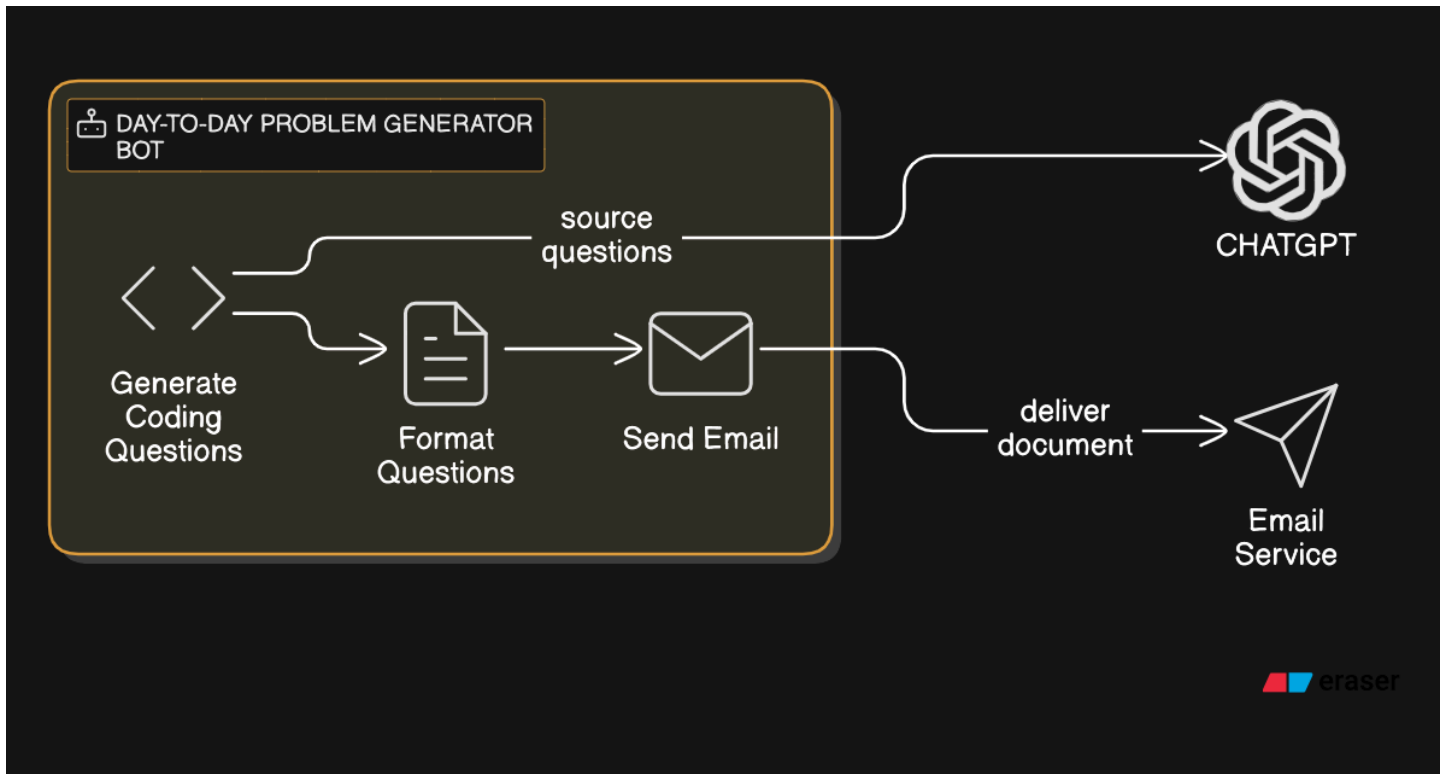 DAY-TO-DAY PROBLEM GENERATOR
BOT
source
questions
CHATGPT
Generate
Coding
Questions
Format
Questions
Send Email
deliver
document
Email
Service
eraser